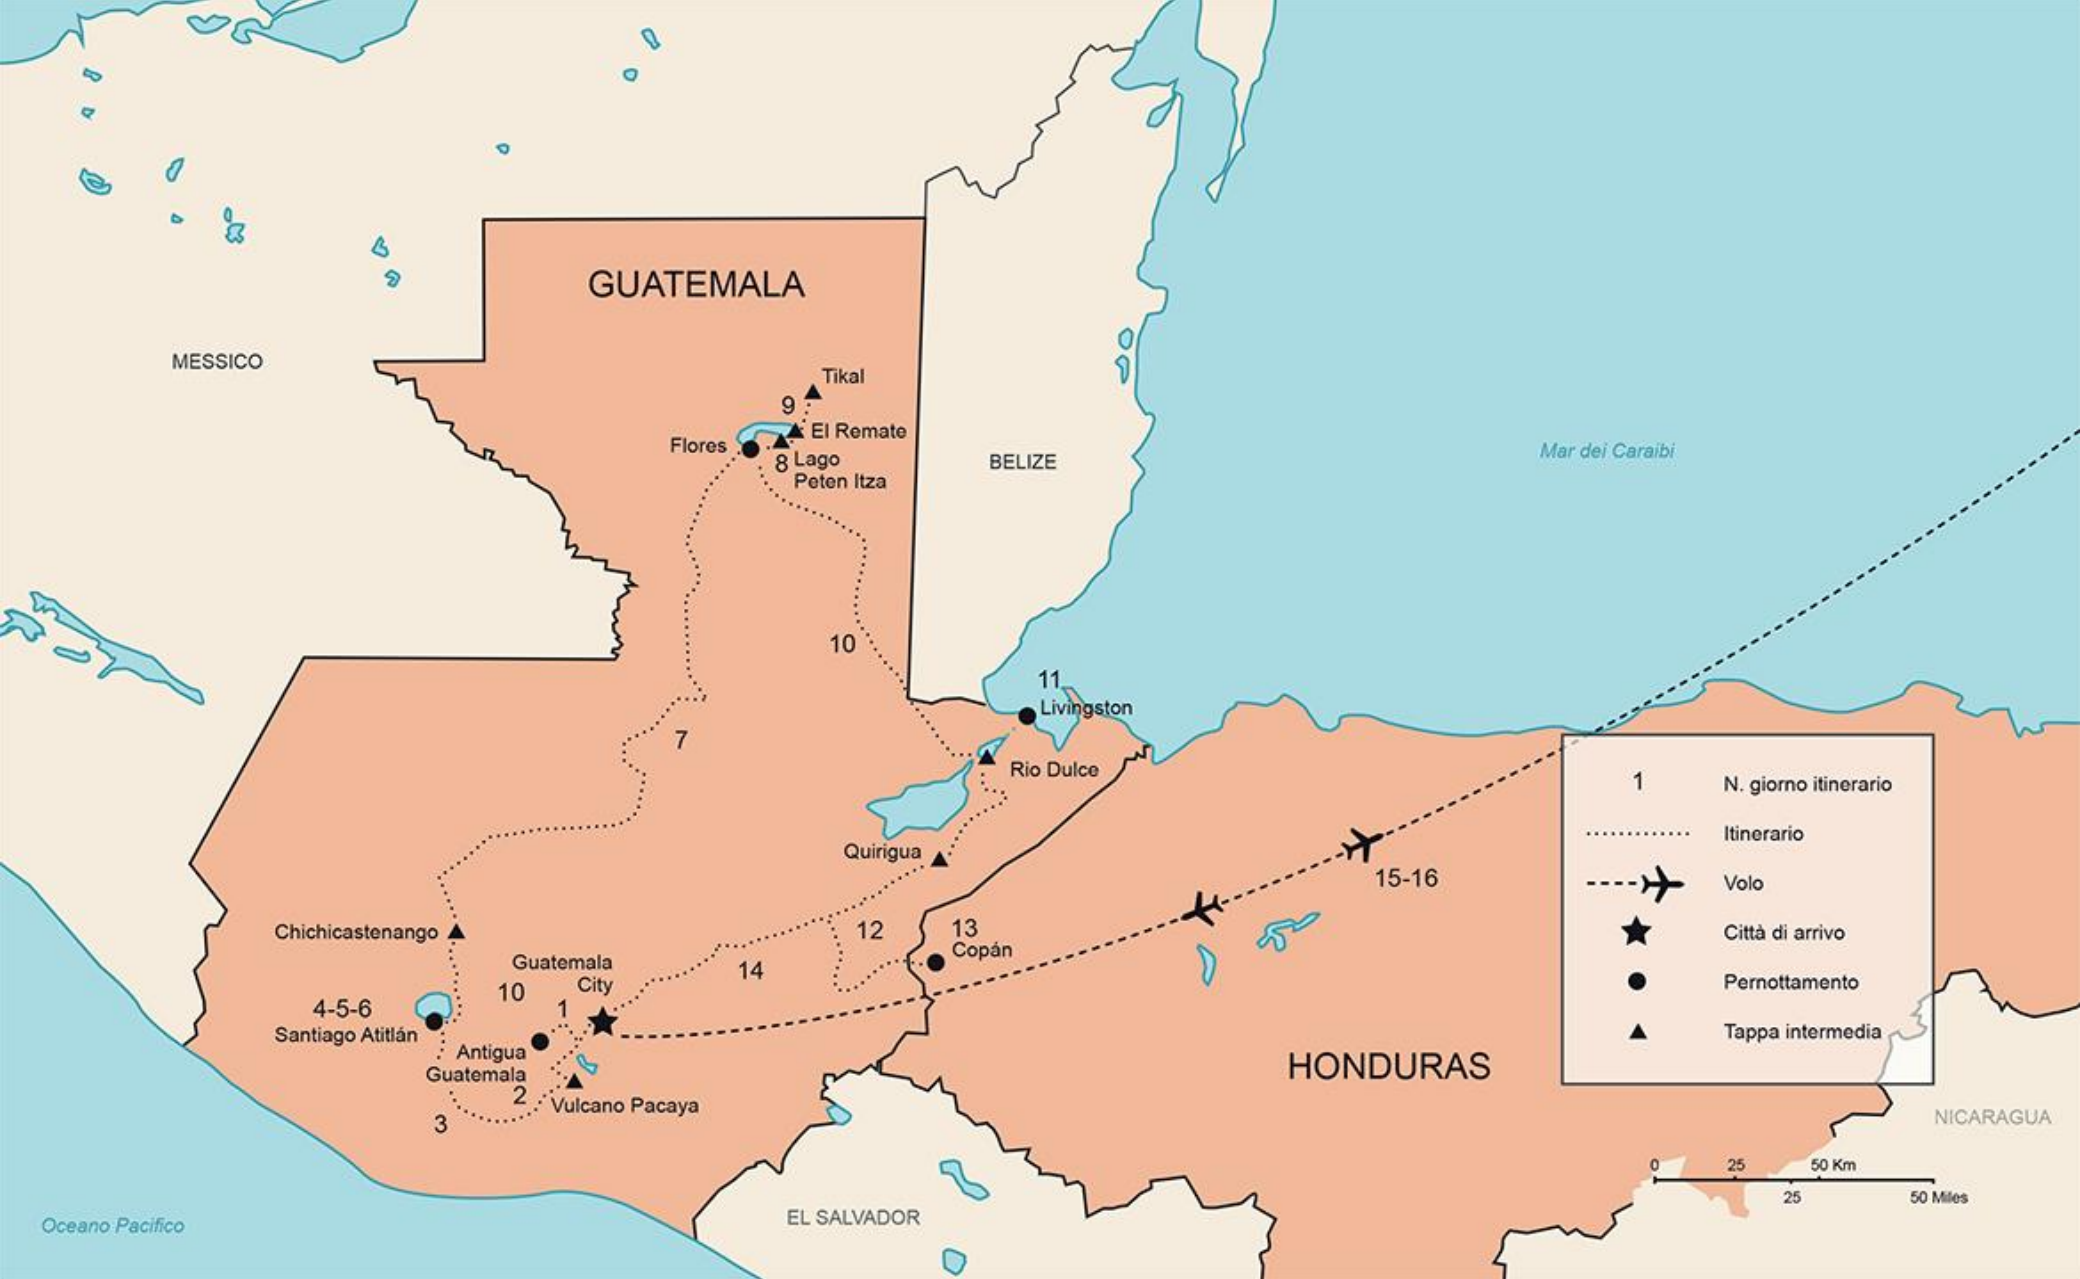 GUATEMALA
MESSICO
Tikal
9
El Remate
Flores
8
Lago
Peten Itza
BELIZE
Mar dei Caraibi
10
11
Livingston
7
Rio Dulce
Quirigua
15-16
Chichicastenango
12
13
Copán
Guatemala
City
14
10
1
4-5-6
Santiago Atitlán
Antigua
Guatemala
2
Vulcano Pacaya
3
HONDURAS
1
N. giorno itinerario
Itinerario
Volo
Città di arrivo
Pernottamento
Tappa intermedia
NICARAGUA
0 25 50 Km
25 50 Miles
EL SALVADOR
Oceano Pacifico